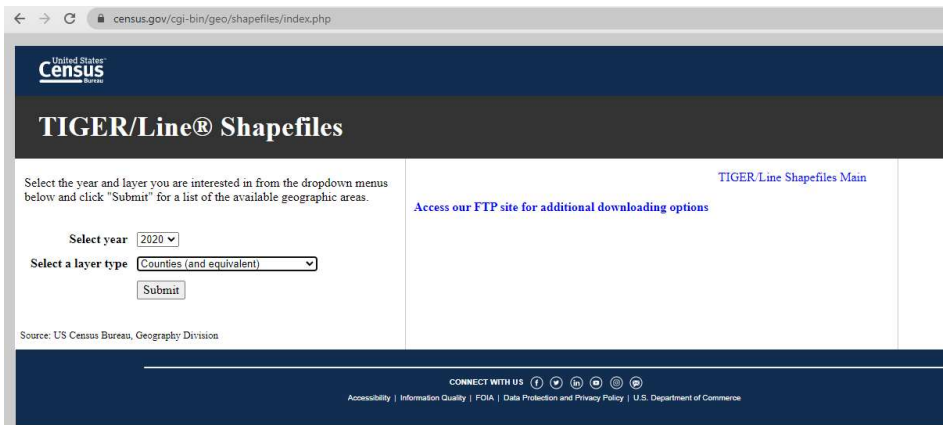 census.gov/cgi-bin/geo/shapefiles/index.php
United States®
Census
Bureau
TIGER/Line® Shapefiles
Select the year and layer you are interested in from the dropdown menus
below and click "Submit" for a list of the available geographic areas.
Select year 2020
Select a layer type Counties (and equivalent)
Submit
Source: US Census Bureau, Geography Division
TIGER/Line Shapefiles Main
Access our FTP site for additional downloading options
CONNECT WITH US
Accessibility | Information Quality | FOIA | Data Protection and Privacy Policy | U.S. Department of Commerce